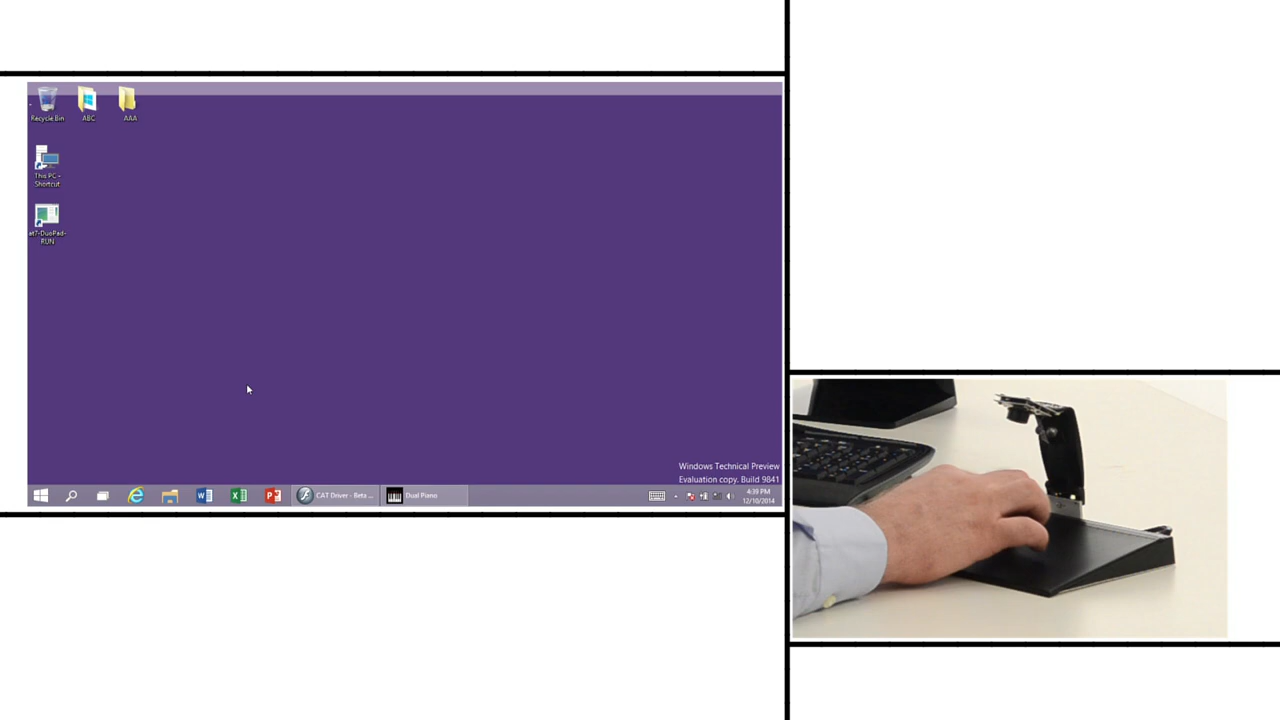 Recycle Bin
ABC
AAA
This PC -
Shortcut
at7-DuoPad-
RUN
Windows Technical Preview
Evaluation copy. Build 9841
CAT Driver - Beta ...
Dual Piano
4:39 PM
12/10/2014